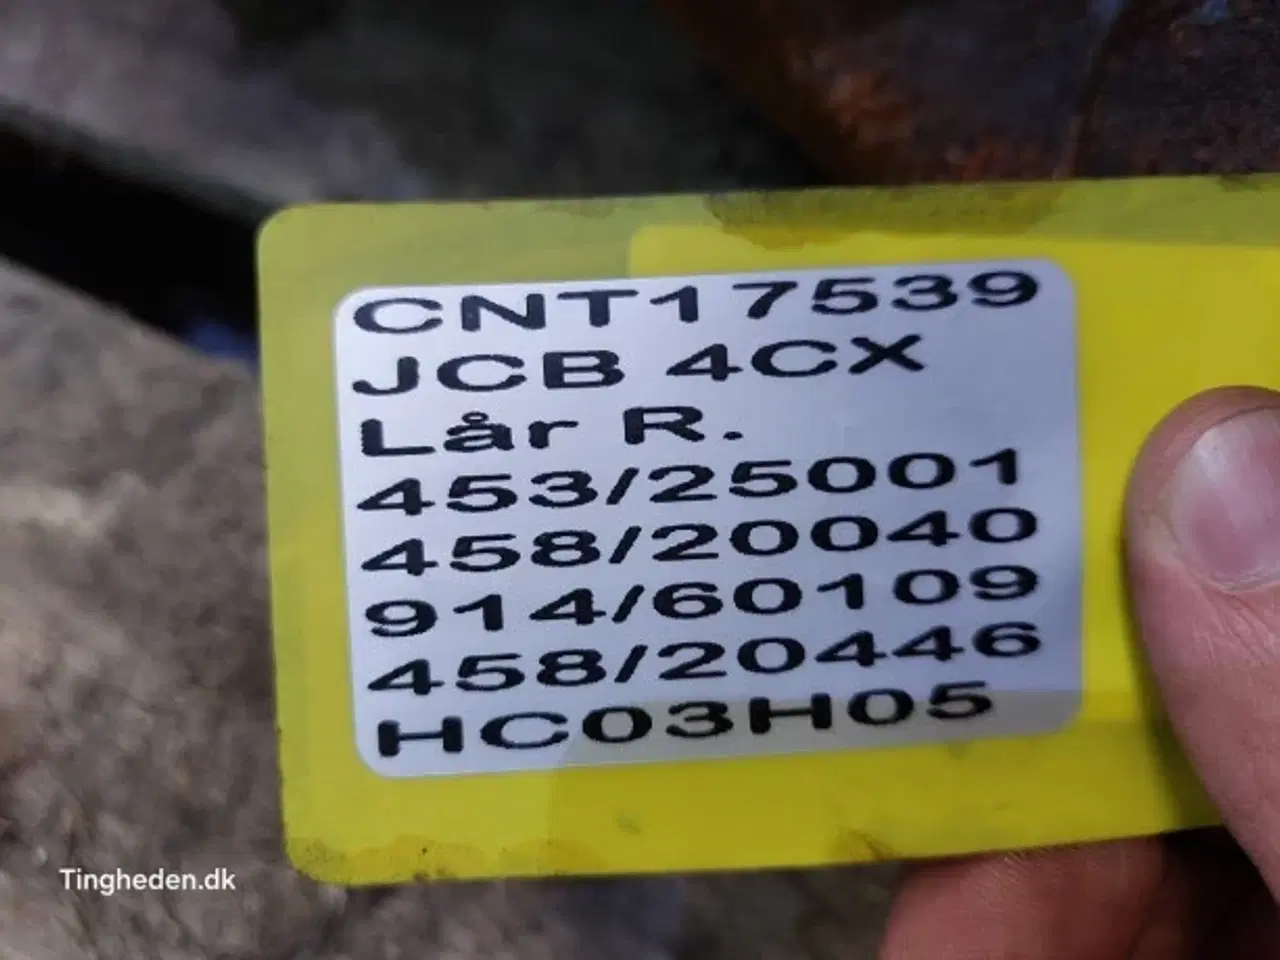 CNT17539
JCB 4CX
Lår R.
453/25001
458/20040
914/60109
458/20446
HC03H05
Tingheden.dk